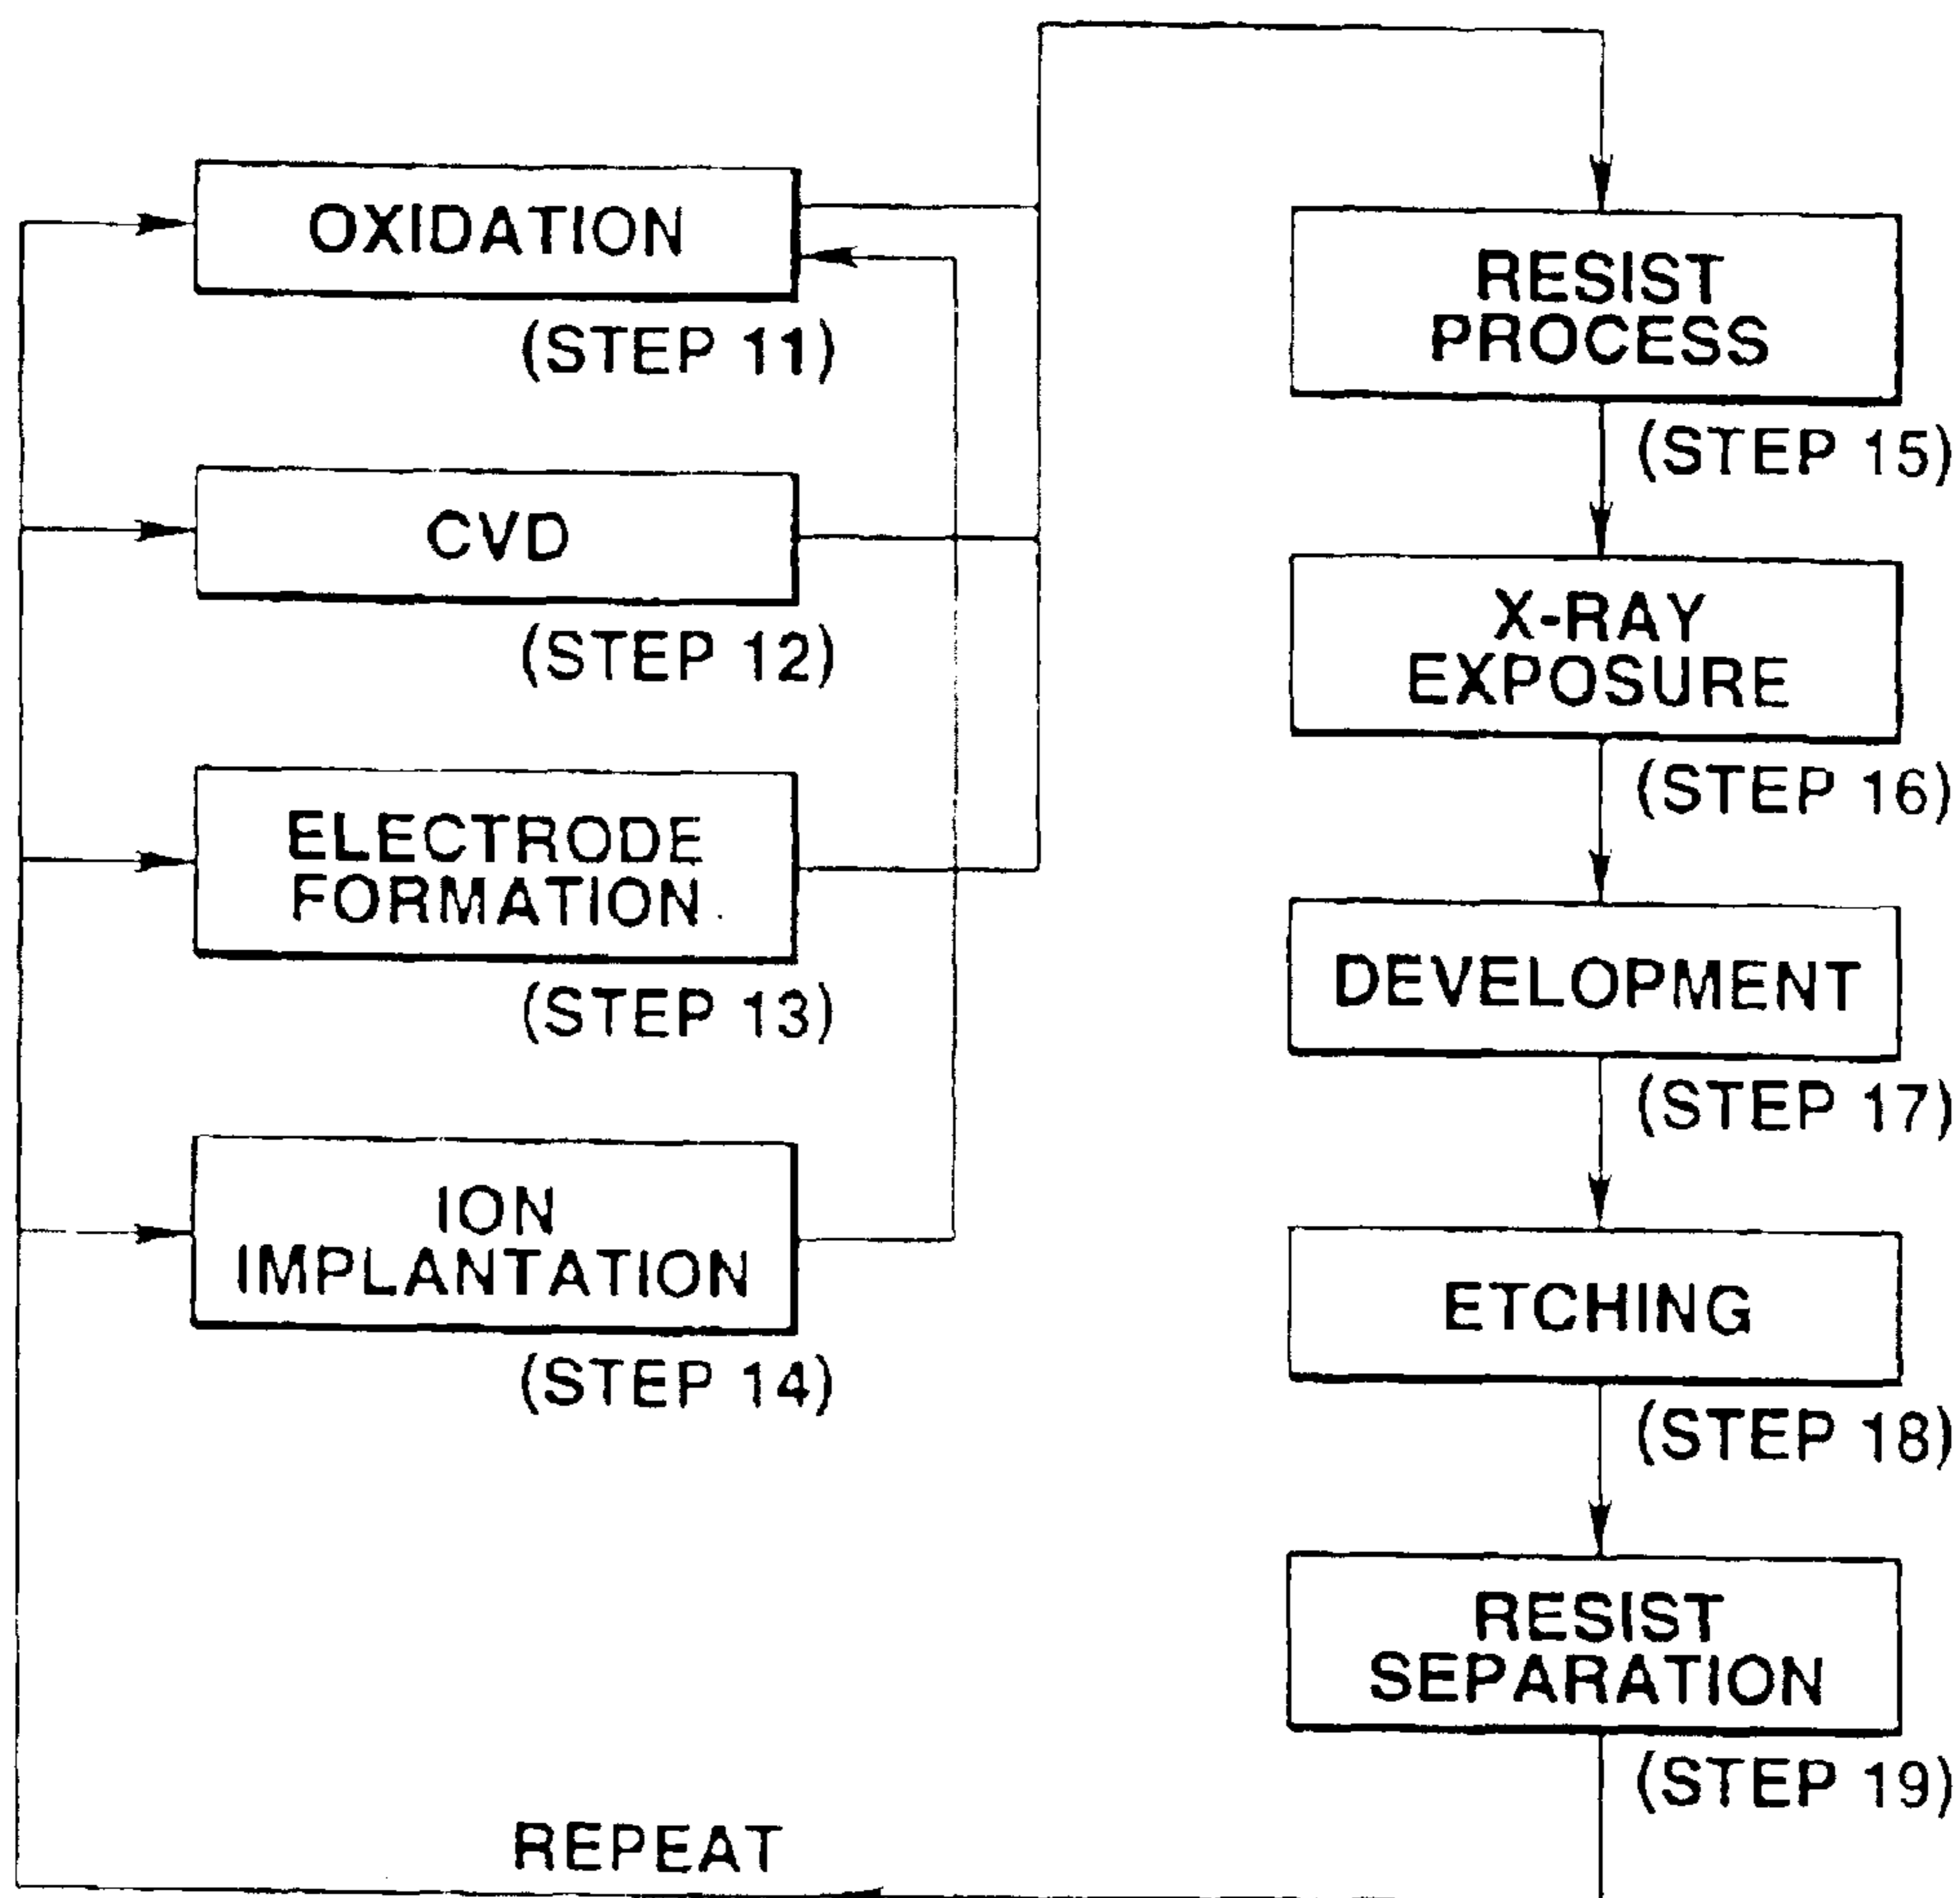 OXIDATION
(STEP 11)
CVD
(STEP 12)
ELECTRODE
FORMATION
(STEP 13)
ION
IMPLANTATION
(STEP 14)
RESIST
PROCESS
(STEP 15)
X-RAY
EXPOSURE
(STEP 16)
DEVELOPMENT
(STEP 17)
ETCHING
(STEP 18)
RESIST
SEPARATION
(STEP 19)
REPEAT